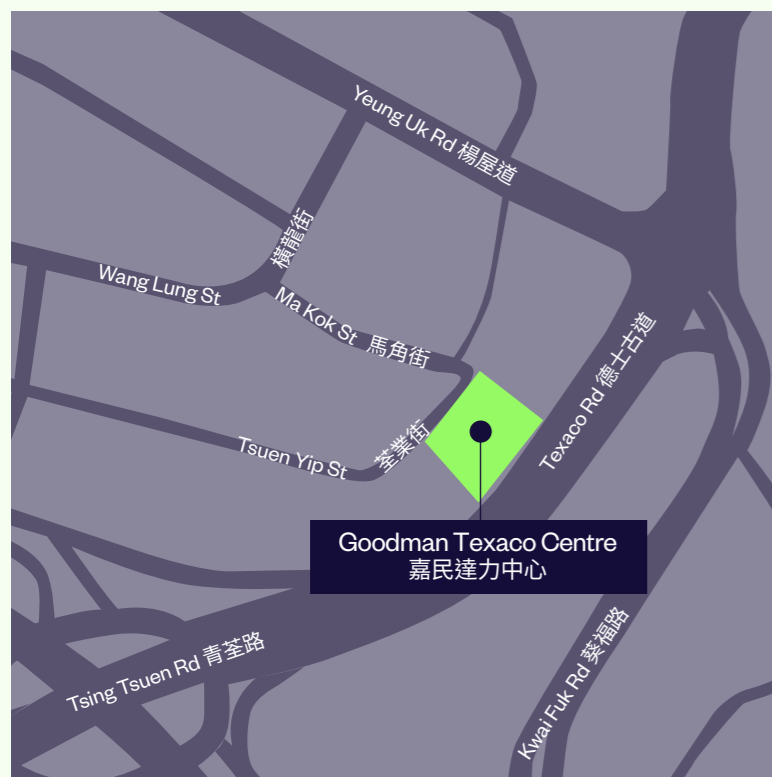 Yeung Uk Rd 楊屋道
橫龍街
Wang Lung St
Ma Kok St 馬角街
Texaco Rd 德士古道
荃業街
Tsuen Yip St
Goodman Texaco Centre
嘉民達力中心
Tsing Tsuen Rd 青荃路
Kwai Fuk Rd 葵福路